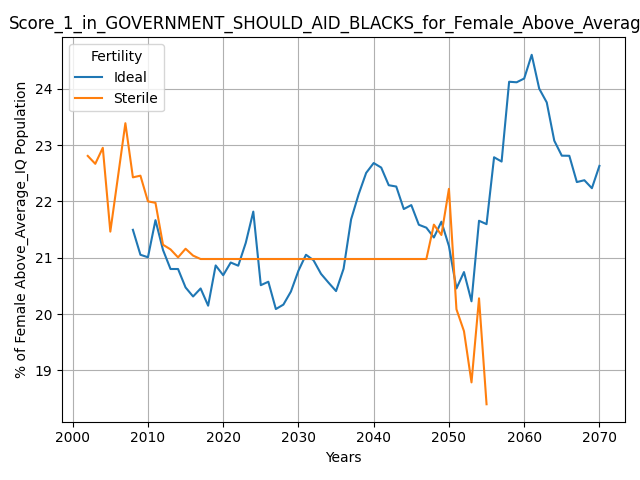 Score_1_in_GOVERNMENT_SHOULD_AID_BLACKS_for_Female_Above_Averag
Fertility
Ideal
Sterile
% of Female Above_Average_IQ Population
24
23
22
21
20
19
2000 2010 2020 2030 2040 2050 2060 2070
Years